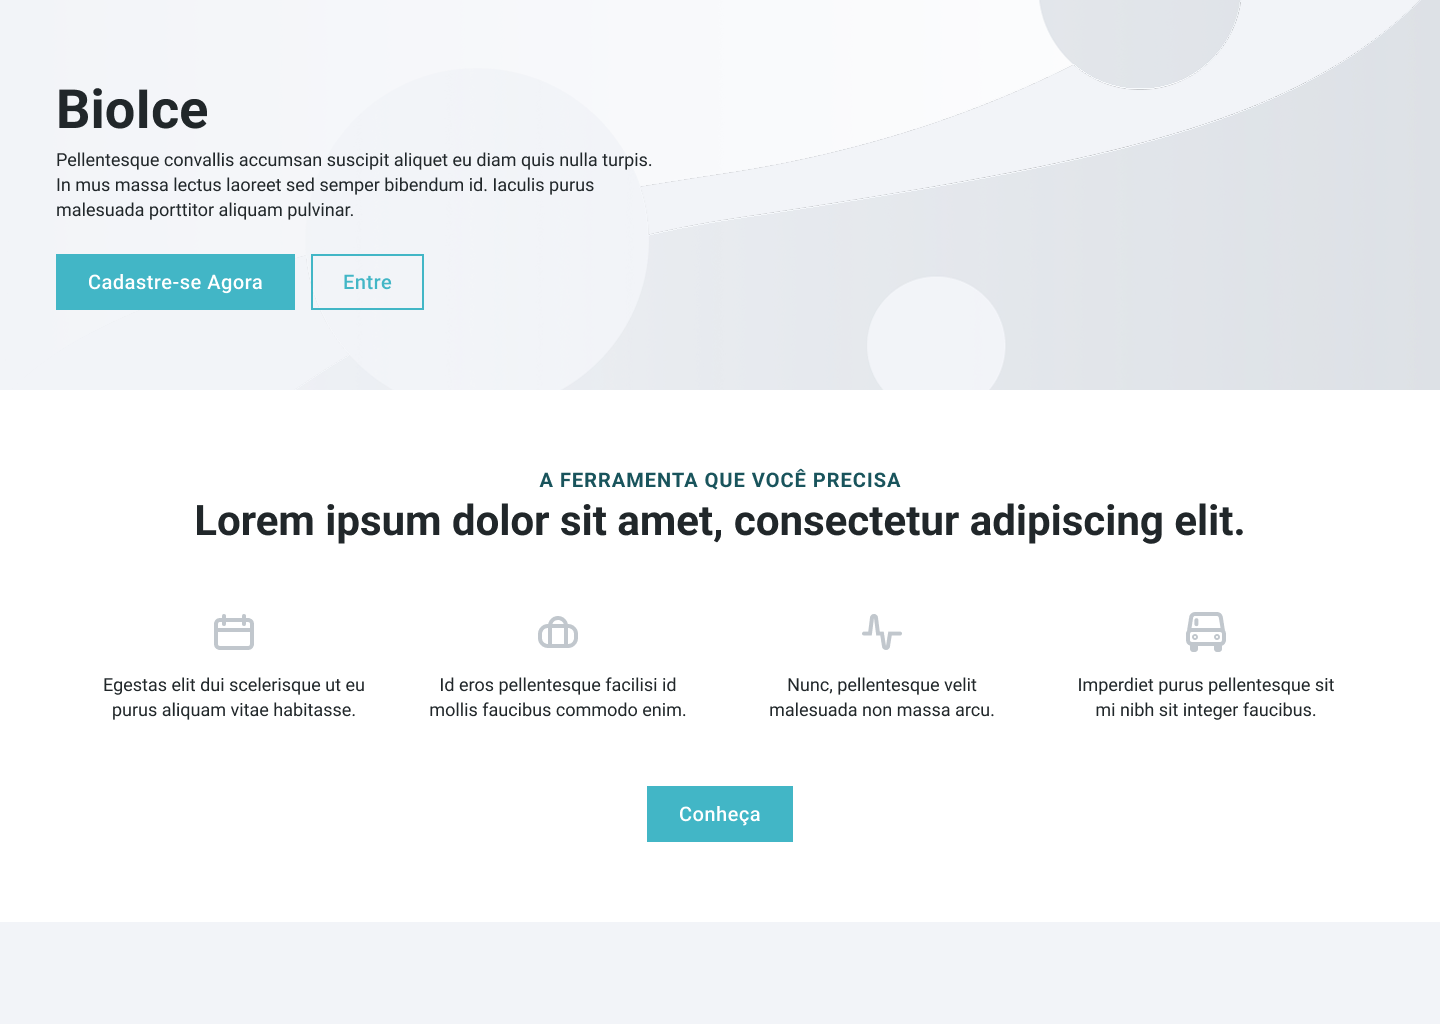 BioIce
Pellentesque convallis accumsan suscipit aliquet eu diam quis nulla turpis.
In mus massa lectus laoreet sed semper bibendum id. Iaculis purus
malesuada porttitor aliquam pulvinar.
Cadastre-se Agora
Entre
A FERRAMENTA QUE VOCÊ PRECISA
Lorem ipsum dolor sit amet, consectetur adipiscing elit.
Egestas elit dui scelerisque ut eu
purus aliquam vitae habitasse.
Id eros pellentesque facilisi id
mollis faucibus commodo enim.
Nunc, pellentesque velit
malesuada non massa arcu.
Imperdiet purus pellentesque sit
mi nibh sit integer faucibus.
Conheça